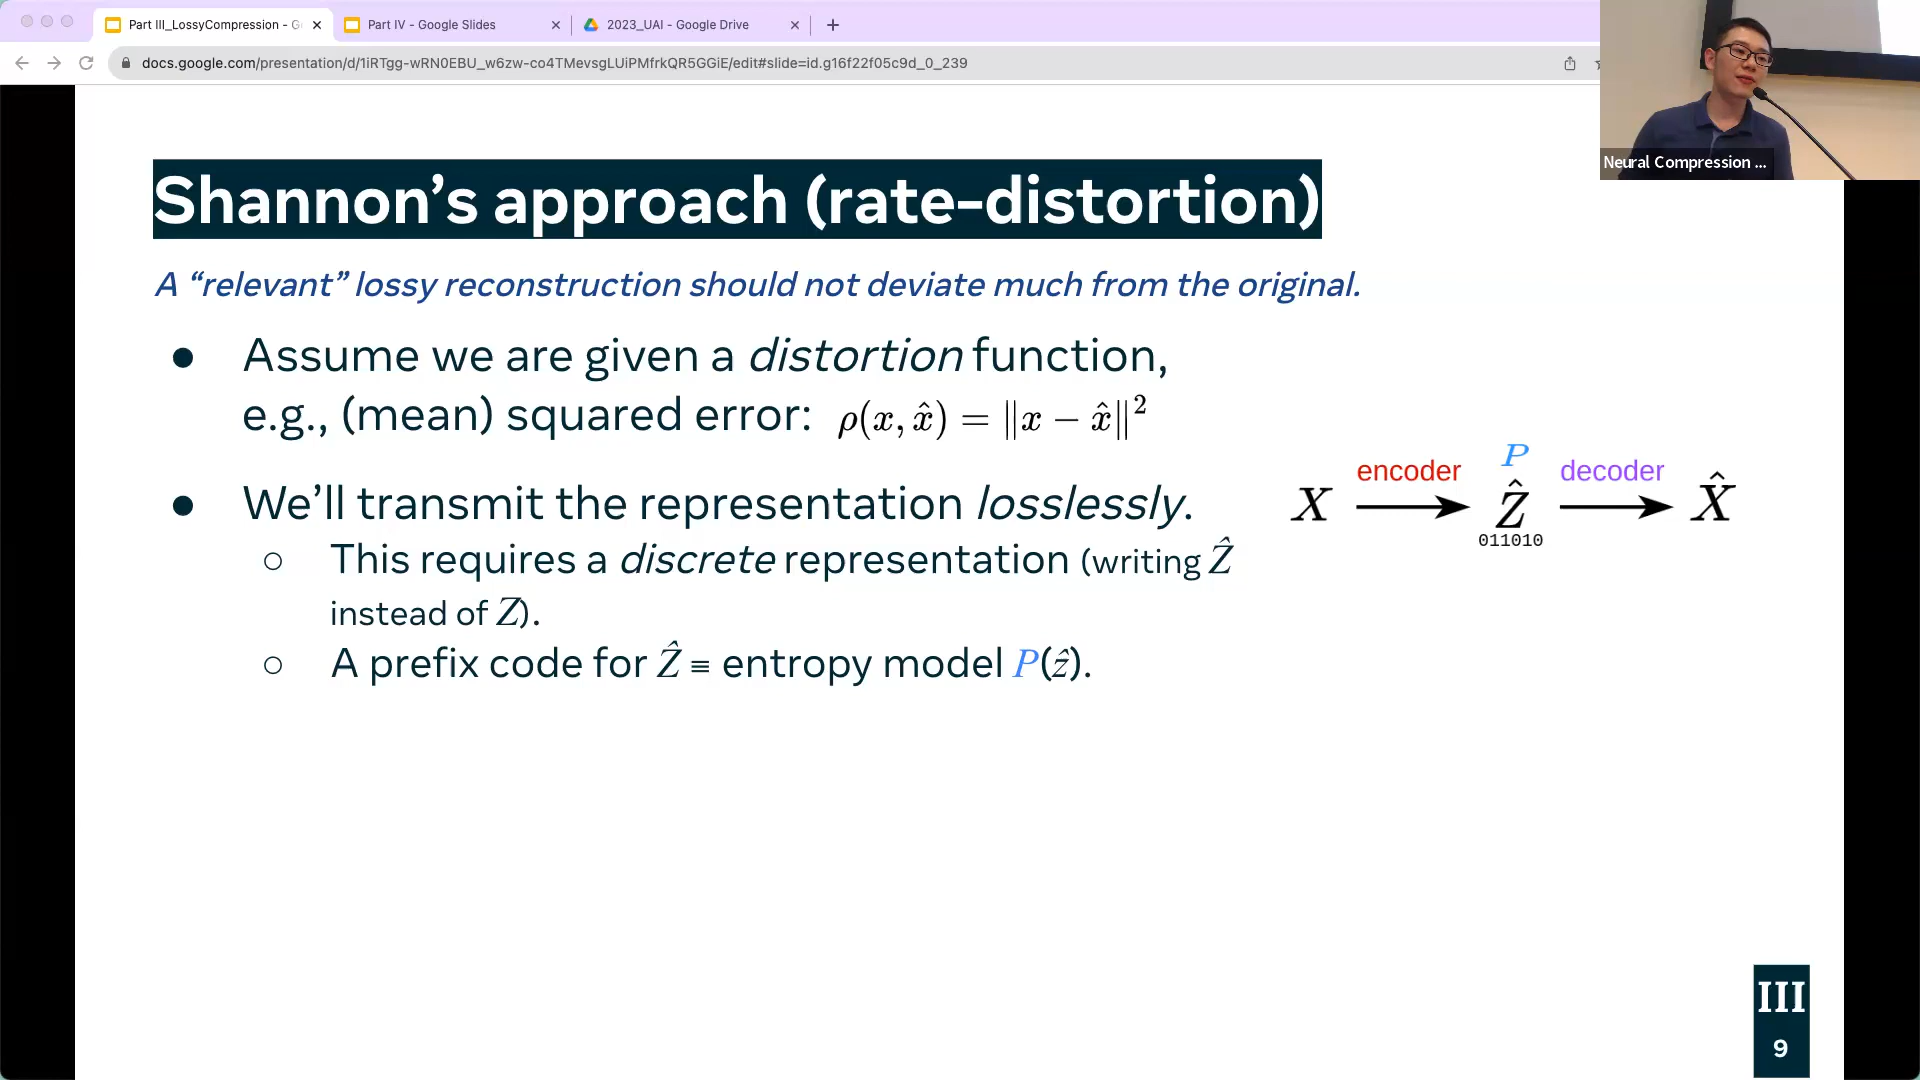 Part III_LossyCompression - G
Part IV - Google Slides
2023_UAI - Google Drive
docs.google.com/presentation/d/1iRTgg-wRN0EBU_w6zw-co4TMevsgLUiPMfrkQR5GGiE/edit#slide=id.g16f22f05c9d_0_239
Neural Compression ...
Shannon's approach (rate-distortion)
A “relevant” lossy reconstruction should not deviate much from the original.
● Assume we are given a distortion function,
e.g., (mean) squared error: ρ(x, x̂) = ||x − x̂||²
● We'll transmit the representation losslessly.
○ This requires a discrete representation (writing Ẑ
instead of Z).
○ A prefix code for Ẑ ≡ entropy model P(ẑ).
encoder P decoder
X Ẑ X̂
011010
III
9